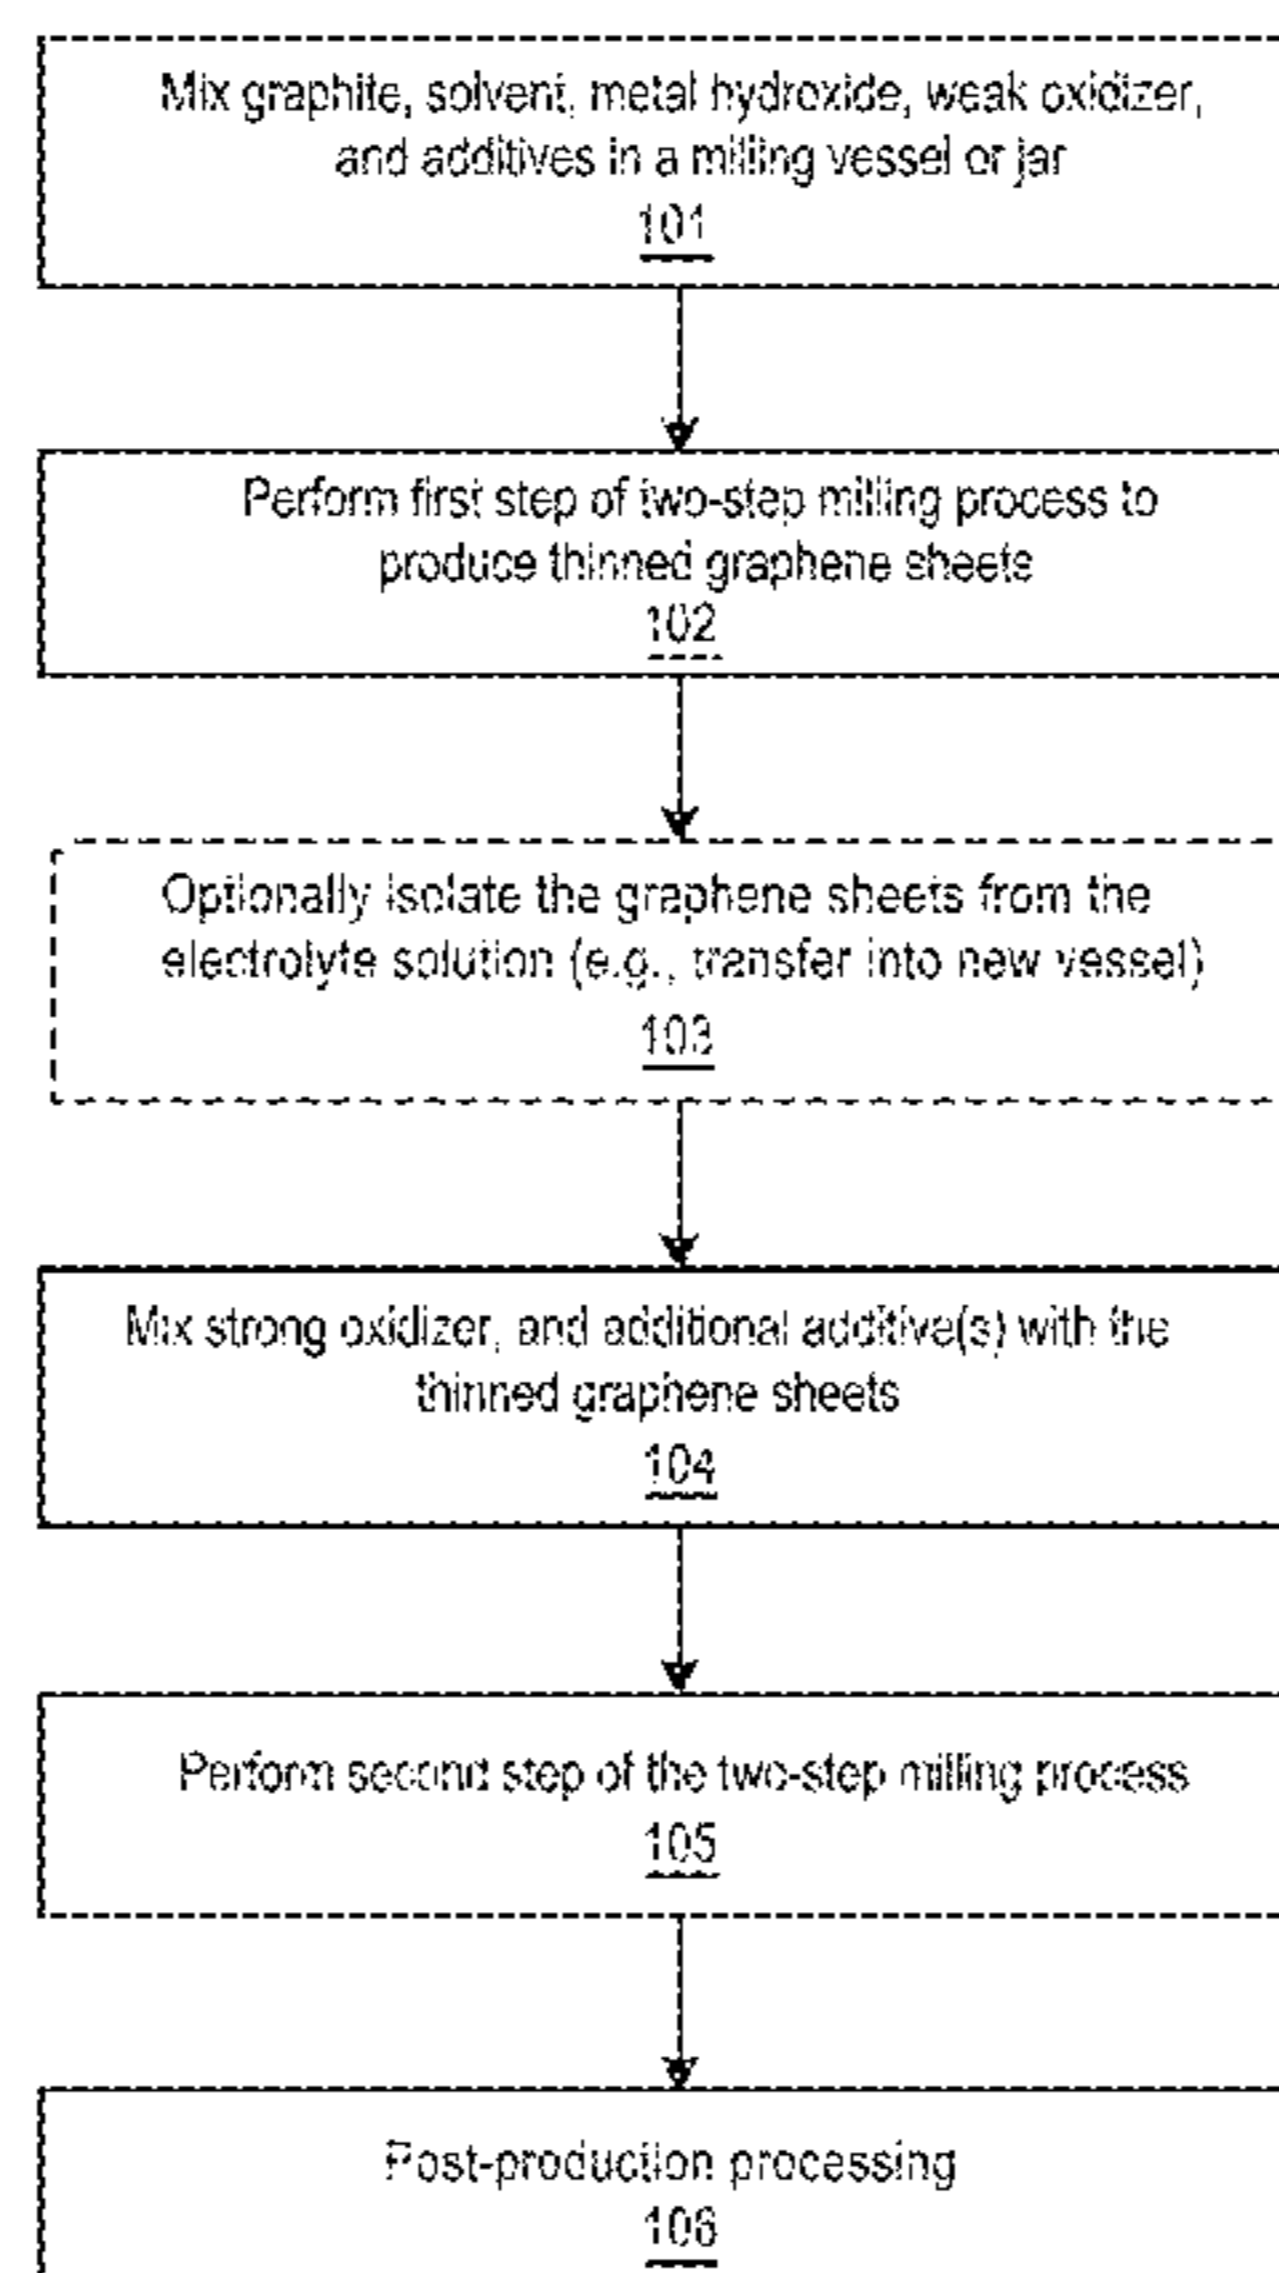 Mix graphite, solvent, metal hydroxide, weak oxidizer,
and additives in a milling vessel or jar
101
Perform first step of two-step milling process to
produce thinned graphene sheets
102
Optionally isolate the graphene sheets from the
electrolyte solution (e.g., transfer into new vessel)
103
Mix strong oxidizer, and additional additive(s) with the
thinned graphene sheets
104
Perform second step of the two-step milling process
105
Post-production processing
106